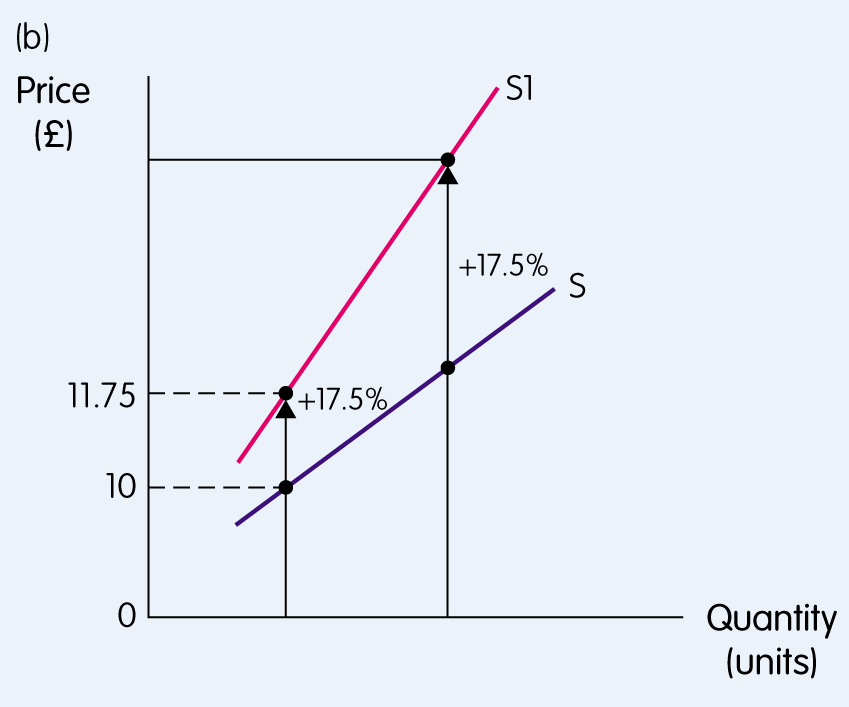 (b)
Price
(£)
S1
+17.5%
S
11.75
+17.5%
10
0
Quantity
(units)